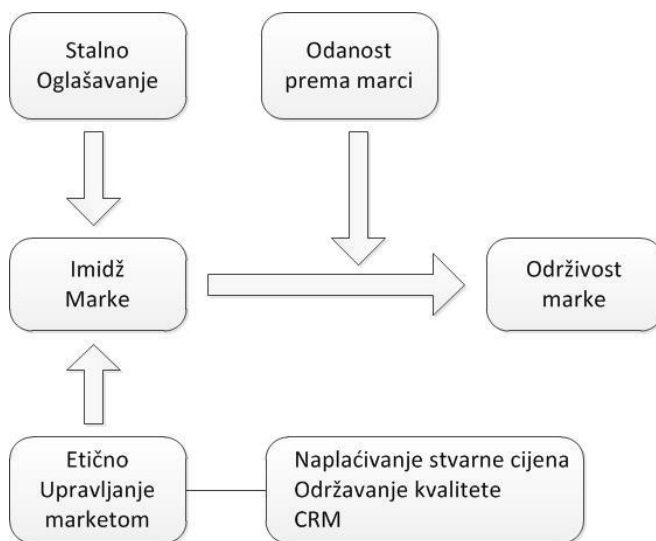 Stalno
Oglašavanje
Odanost
prema marci
Imidž
Marke
Održivost
marke
Etično
Upravljanje
marketom
Naplaćivanje stvarne cijena
Održavanje kvalitete
CRM